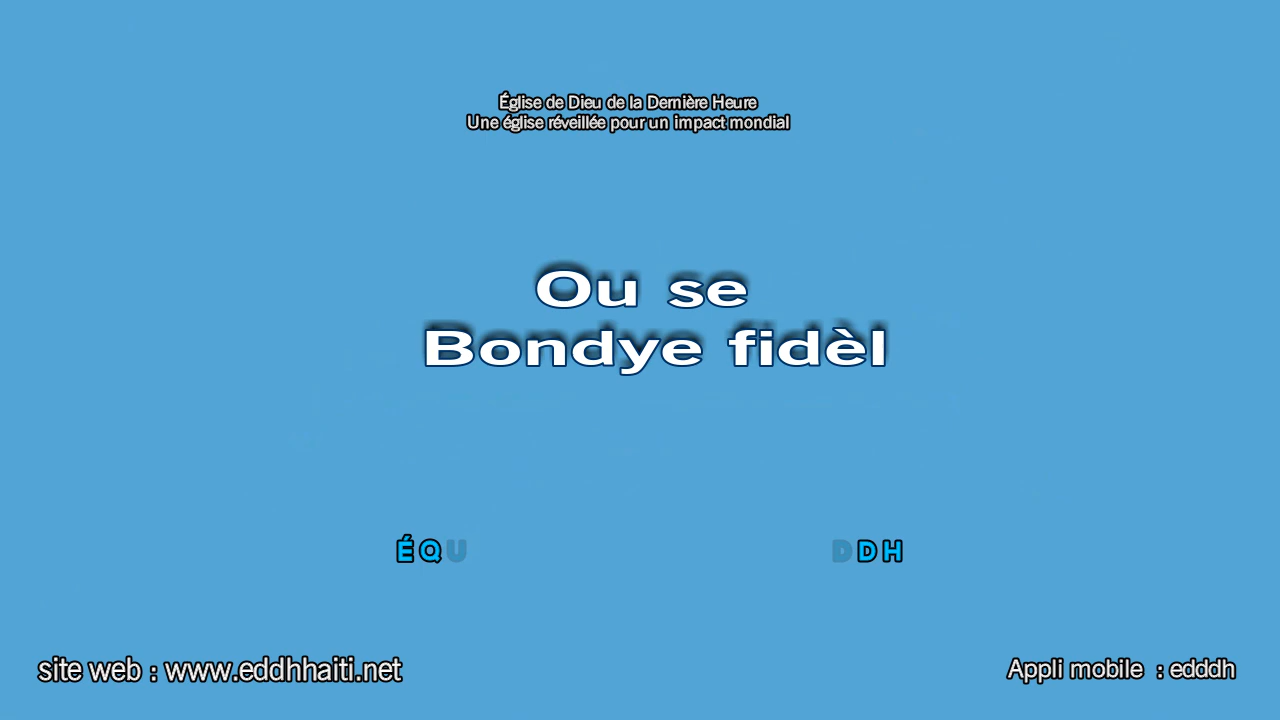 Église de Dieu de la Dernière Heure
Une église réveillée pour un impact mondial
Ou se
Bondye fidèl
ÉQU DDH
site web : www.eddhhaiti.net
Appli mobile : edddh